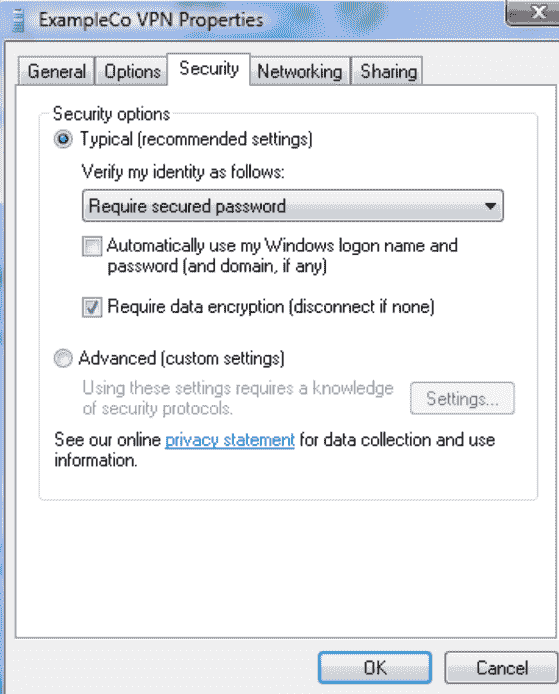 ExampleCo VPN Properties
General Options Security Networking Sharing
Security options
Typical (recommended settings)
Verify my identity as follows:
Require secured password
Automatically use my Windows logon name and
password (and domain, if any)
Require data encryption (disconnect if none)
Advanced (custom settings)
Using these settings requires a knowledge
of security protocols.
Settings...
See our online privacy statement for data collection and use
information.
OK Cancel